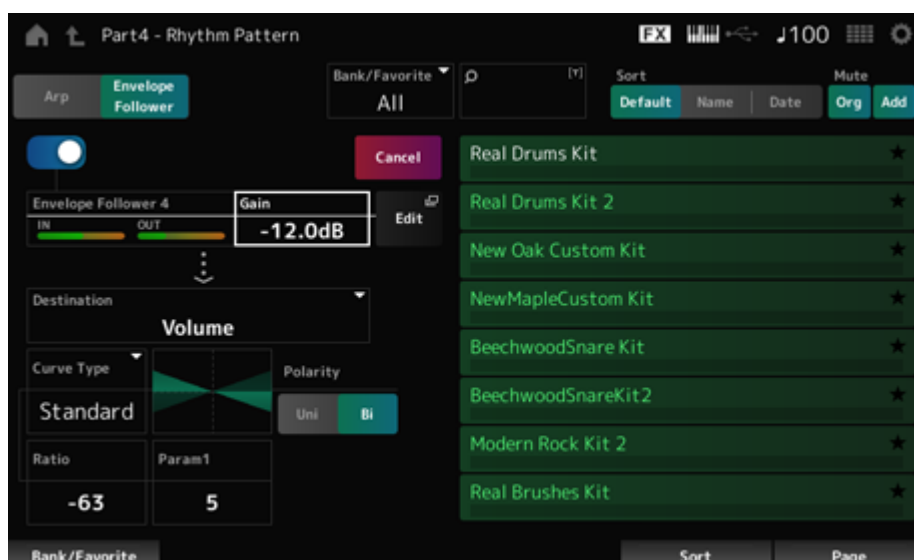 Part4 - Rhythm Pattern
FX
♩100
Arp
Envelope
Follower
Bank/Favorite
All
[Y]
Sort
Default
Name
Date
Mute
Org
Add
Cancel
Envelope Follower 4
IN
OUT
Gain
-12.0dB
Edit
Destination
Volume
Curve Type
Standard
Polarity
Uni
Bi
Ratio
-63
Param1
5
Real Drums Kit
Real Drums Kit 2
New Oak Custom Kit
NewMapleCustom Kit
BeechwoodSnare Kit
BeechwoodSnareKit2
Modern Rock Kit 2
Real Brushes Kit
Bank/Favorite
Sort
Page